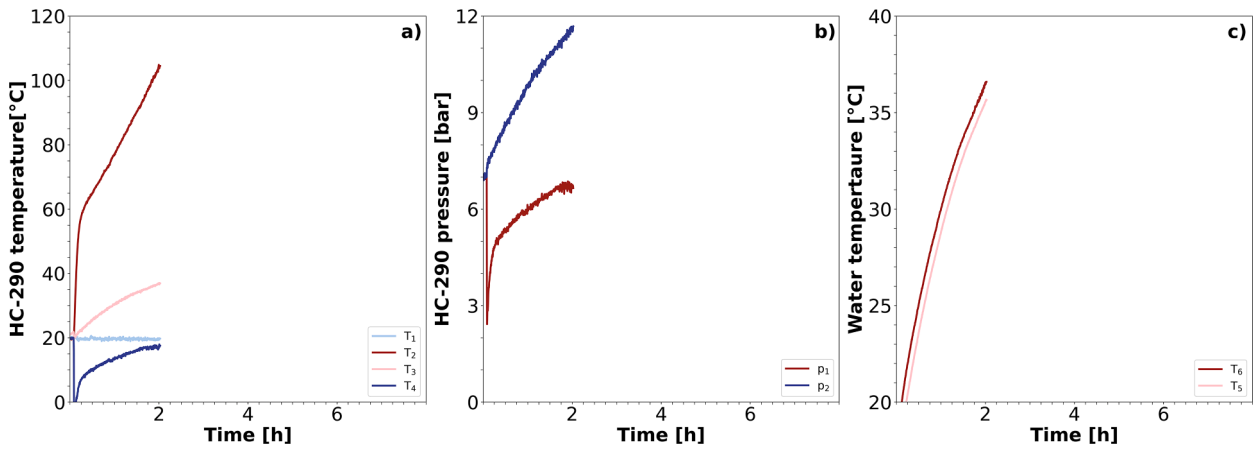 a)
HC-290 temperature[°C]
120
100
80
60
40
20
0
2
4
6
Time [h]
T1
T2
T3
T4
b)
HC-290 pressure [bar]
12
9
6
3
0
2
4
6
Time [h]
p1
p2
c)
Water tempertaure [°C]
40
35
30
25
20
2
4
6
Time [h]
T6
T5